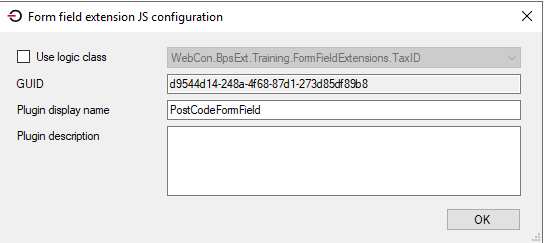 Form field extension JS configuration
Use logic class
WebCon.BpsExt.Training.FormFieldExtensions.TaxID
GUID
d9544d14-248a-4f68-87d1-273d85df89b8
Plugin display name
PostCodeFormField
Plugin description
OK